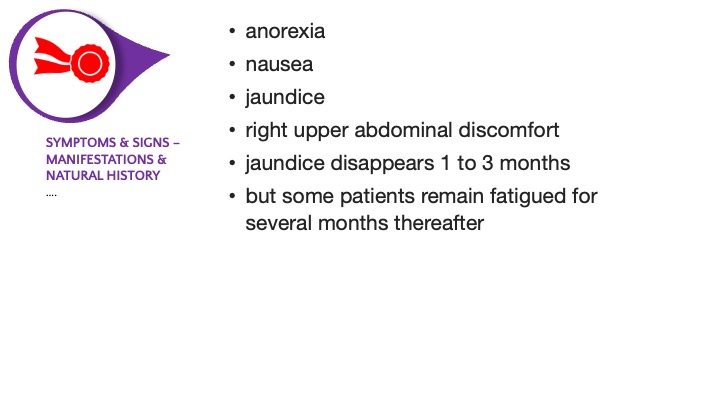 SYMPTOMS & SIGNS –
MANIFESTATIONS &
NATURAL HISTORY
....
• anorexia
• nausea
• jaundice
• right upper abdominal discomfort
• jaundice disappears 1 to 3 months
• but some patients remain fatigued for
several months thereafter